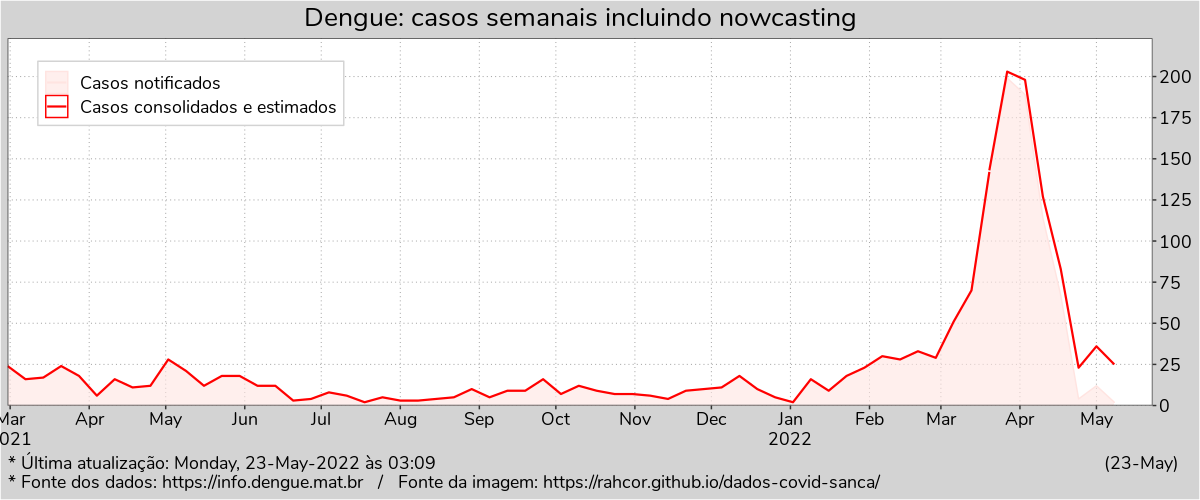 Dengue: casos semanais incluindo nowcasting
Casos notificados
Casos consolidados e estimados
200
175
150
125
100
75
50
25
0
Mar Apr May Jun Jul Aug Sep Oct Nov Dec Jan Feb Mar Apr May
021 2022
* Última atualização: Monday, 23-May-2022 às 03:09 (23-May)
* Fonte dos dados: https://info.dengue.mat.br / Fonte da imagem: https://rahcor.github.io/dados-covid-sanca/